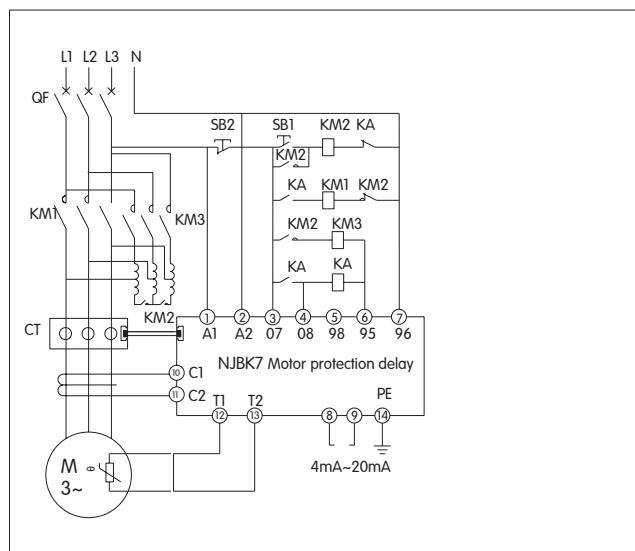 L1 L2 L3 N
QF
SB2 SB1 KM2 KA
KM2
KA KM1 KM2
KM1 KM3
KM2 KM3
KA KA
KM2
CT
1 2 3 4 5 6 7
A1 A2 07 08 98 95 96
NJBK7 Motor protection delay
10 C1
11 C2
T1 T2 PE
12 13 8 9 14
4mA~20mA
M
3~